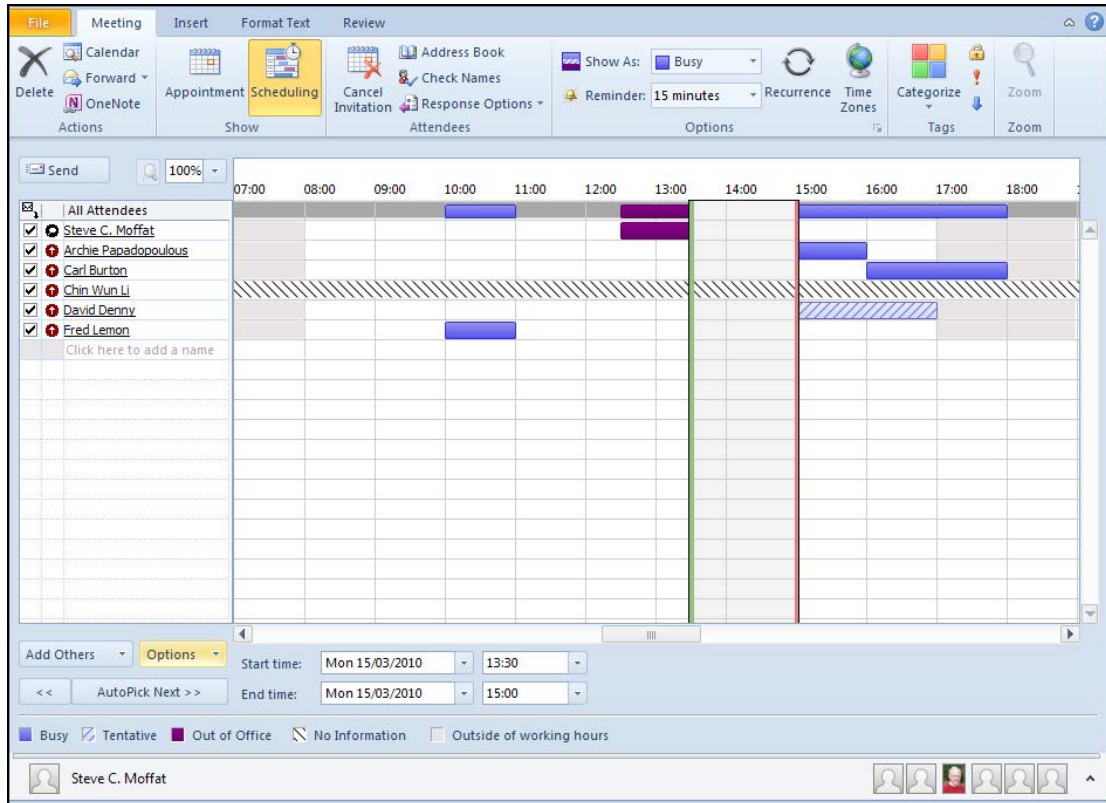 File Meeting Insert Format Text Review
Delete
Calendar
Forward
OneNote
Actions
Appointment Scheduling
Show
Cancel Invitation
Address Book
Check Names
Response Options
Attendees
Show As: Busy
Reminder: 15 minutes
Recurrence
Time Zones
Options
Categorize
Tags
Zoom
Zoom
Send 100%
07:00 08:00 09:00 10:00 11:00 12:00 13:00 14:00 15:00 16:00 17:00 18:00
All Attendees
Steve C. Moffat
Archie Papadopoulous
Carl Burton
Chin Wun Li
David Denny
Fred Lemon
Click here to add a name
Add Others Options Start time: Mon 15/03/2010 13:30
<< AutoPick Next >> End time: Mon 15/03/2010 15:00
Busy Tentative Out of Office No Information Outside of working hours
Steve C. Moffat